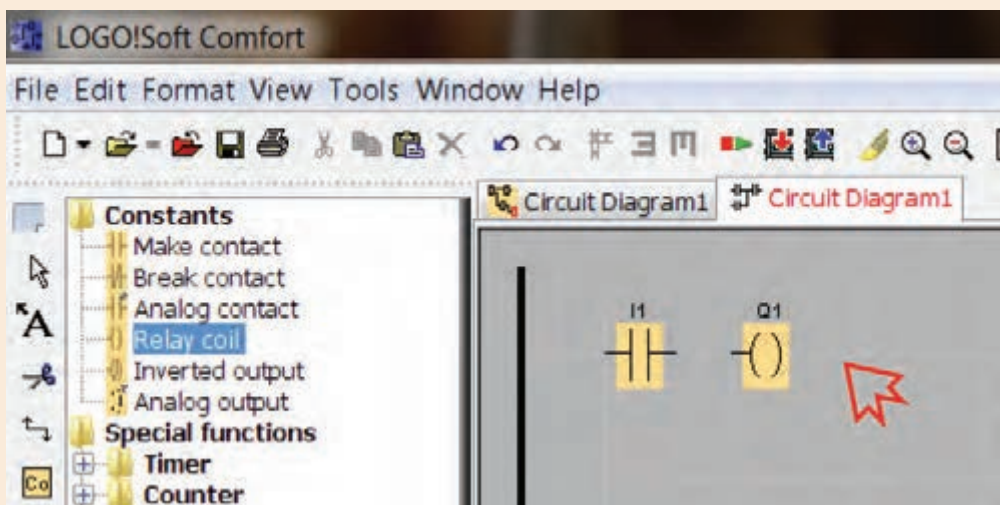 LOGO!Soft Comfort
File Edit Format View Tools Window Help
Circuit Diagram1
Circuit Diagram1
Constants
Make contact
Break contact
Analog contact
Relay coil
Inverted output
Analog output
Special functions
Timer
Counter
A
Co
I1
Q1